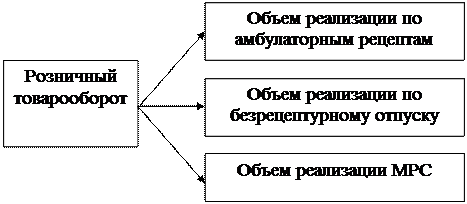 Розничный
товарооборот
Объем реализации по
амбулаторным рецептам
Объем реализации по
безрецептурному отпуску
Объем реализации МРС